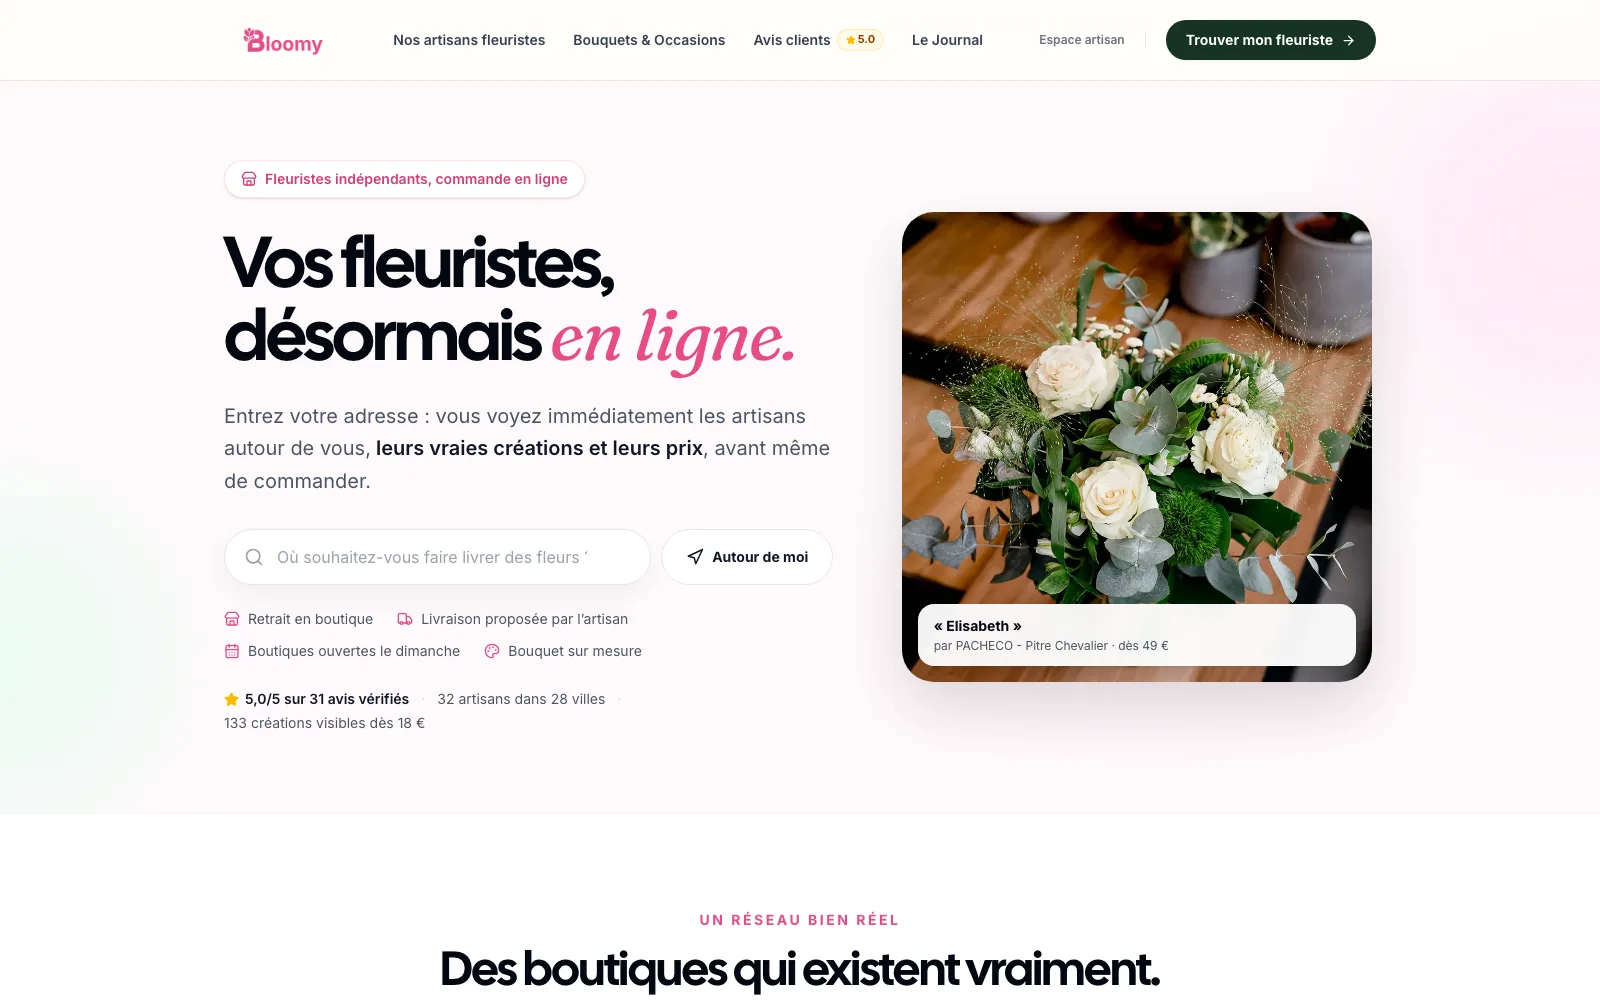 Bloomy
Nos artisans fleuristes
Bouquets & Occasions
Avis clients 5.0
Le Journal
Espace artisan
Trouver mon fleuriste
Fleuristes indépendants, commande en ligne
Vos fleuristes,
désormais en ligne.
Entrez votre adresse : vous voyez immédiatement les artisans
autour de vous, leurs vraies créations et leurs prix, avant même
de commander.
Où souhaitez-vous faire livrer des fleurs
Autour de moi
Retrait en boutique
Livraison proposée par l'artisan
Boutiques ouvertes le dimanche
Bouquet sur mesure
5,0/5 sur 31 avis vérifiés · 32 artisans dans 28 villes ·
133 créations visibles dès 18 €
« Elisabeth »
par PACHECO - Pitre Chevalier · dès 49 €
UN RÉSEAU BIEN RÉEL
Des boutiques qui existent vraiment.